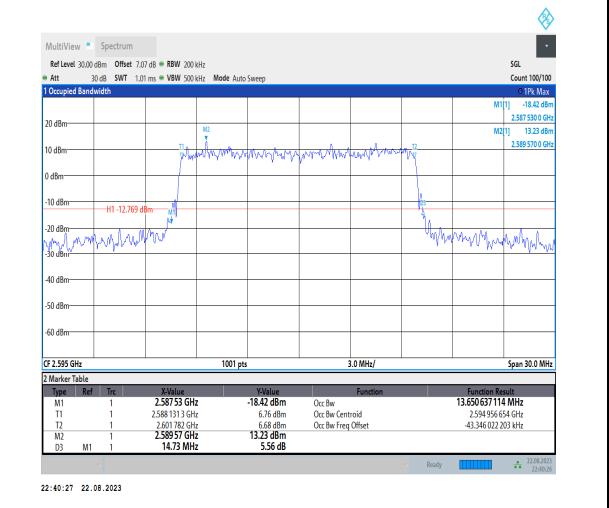 MultiView Spectrum
Ref Level 30.00 dBm Offset 7.07 dB RBW 200 kHz SGL
Att 30 dB SWT 1.01 ms VBW 500 kHz Mode Auto Sweep Count 100/100
1 Occupied Bandwidth 1Pk Max
M1[1] -18.42 dBm
2.587 530 0 GHz
M2[1] 13.23 dBm
2.589 570 0 GHz
20 dBm
10 dBm
0 dBm
-10 dBm
-20 dBm
-30 dBm
-40 dBm
-50 dBm
-60 dBm
M2
T1
T2
D3
H1 -12.769 dBm
M1
CF 2.595 GHz 1001 pts 3.0 MHz/ Span 30.0 MHz
2 Marker Table
Type Ref Trc X-Value Y-Value Function Function Result
M1 1 2.587 53 GHz -18.42 dBm Occ Bw 13.650 637 114 MHz
T1 1 2.588 131 3 GHz 6.76 dBm Occ Bw Centroid 2.594 956 654 GHz
T2 1 2.601 782 GHz 6.68 dBm Occ Bw Freq Offset -43.346 022 203 kHz
M2 1 2.589 57 GHz 13.23 dBm
D3 M1 1 14.73 MHz 5.56 dB
Ready 22.08.2023
22:40:26
22:40:27 22.08.2023